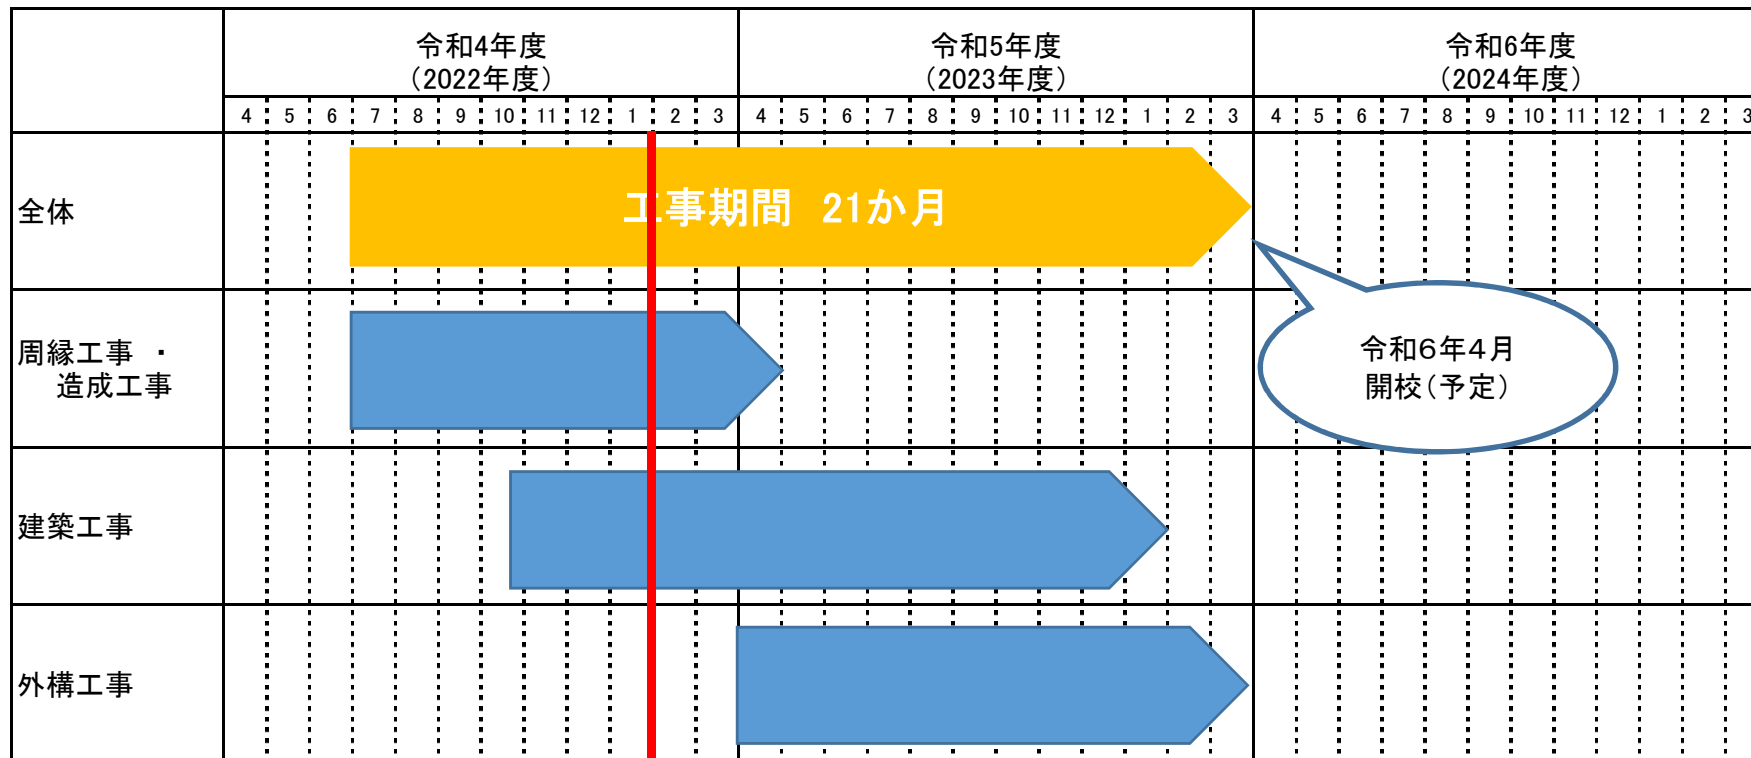 令和4年度
（2022年度）
令和5年度
（2023年度）
令和6年度
（2024年度）
4 5 6 7 8 9 10 11 12 1 2 3 4 5 6 7 8 9 10 11 12 1 2 3 4 5 6 7 8 9 10 11 12 1 2 3
全体
工事期間　21か月
周縁工事　・
造成工事
令和６年４月
開校（予定）
建築工事
外構工事